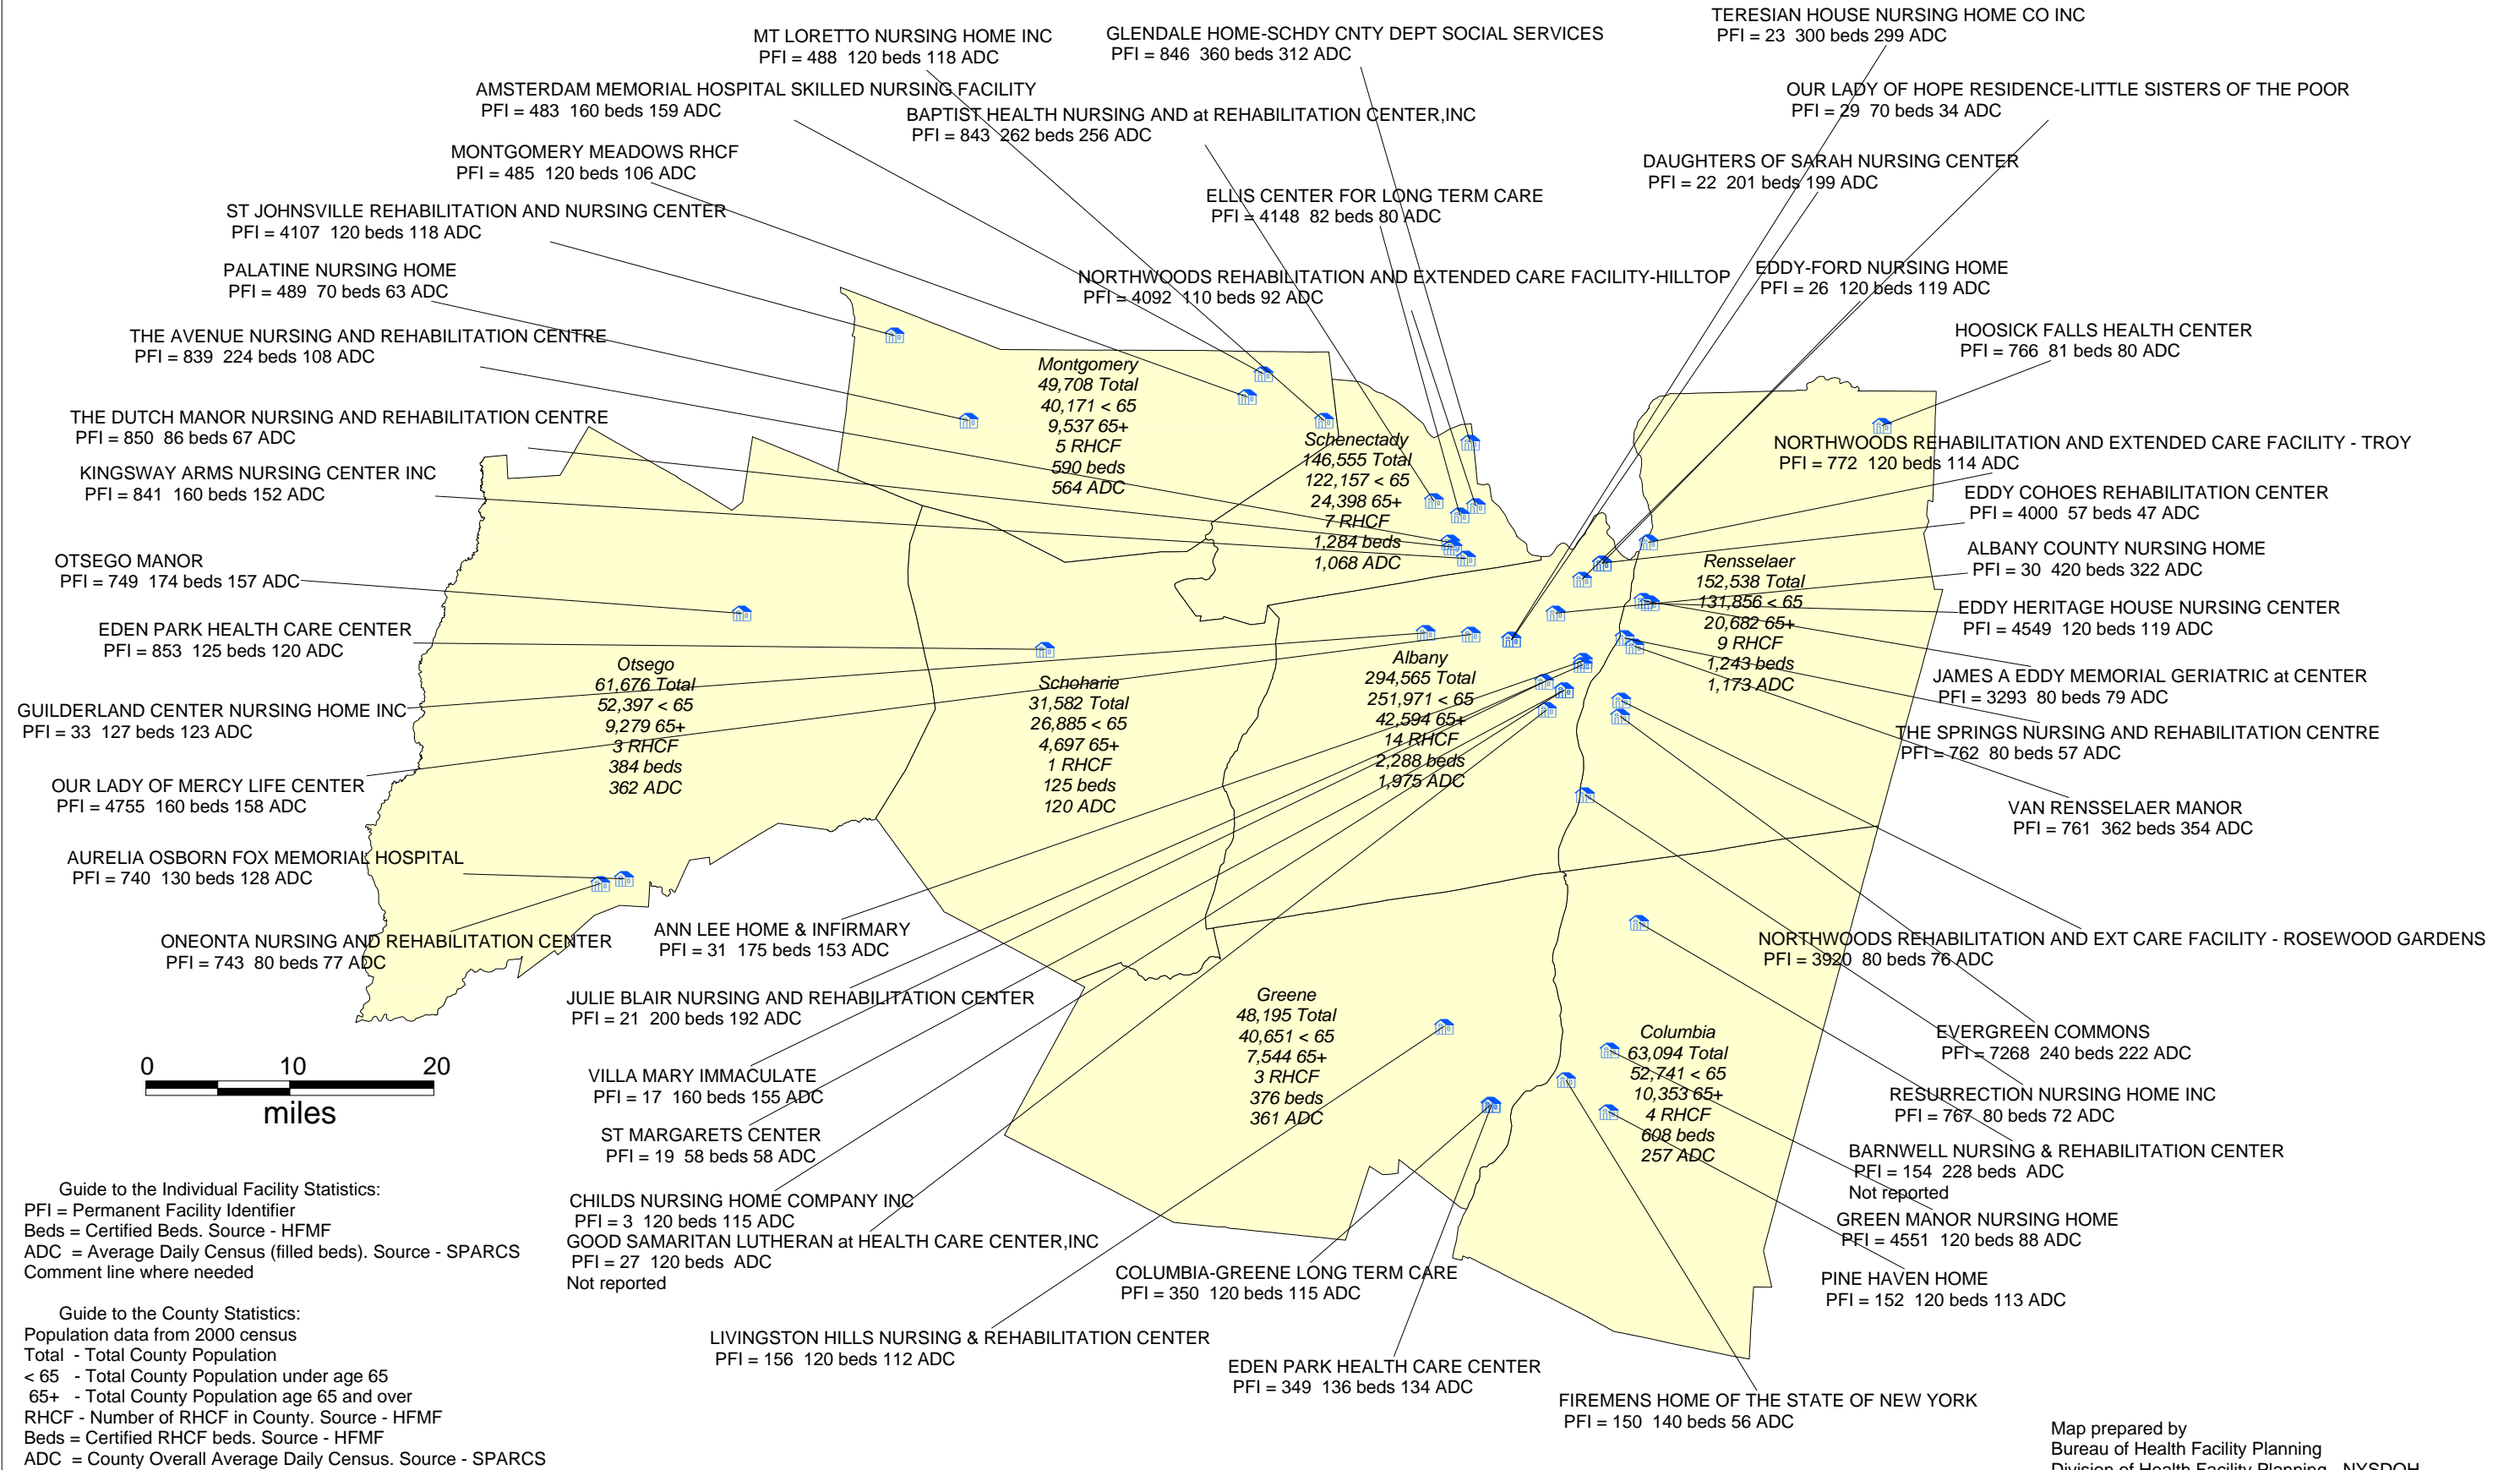 TERESIAN HOUSE NURSING HOME CO INC
PFI = 23  300 beds 299 ADC
MT LORETTO NURSING HOME INC
PFI = 488  120 beds 118 ADC
GLENDALE HOME-SCHDY CNTY DEPT SOCIAL SERVICES
PFI = 846  360 beds 312 ADC
AMSTERDAM MEMORIAL HOSPITAL SKILLED NURSING FACILITY
PFI = 483  160 beds 159 ADC
OUR LADY OF HOPE RESIDENCE-LITTLE SISTERS OF THE POOR
PFI = 29  70 beds 34 ADC
BAPTIST HEALTH NURSING AND at REHABILITATION CENTER,INC
PFI = 843  262 beds 256 ADC
MONTGOMERY MEADOWS RHCF
PFI = 485  120 beds 106 ADC
DAUGHTERS OF SARAH NURSING CENTER
PFI = 22  201 beds 199 ADC
ELLIS CENTER FOR LONG TERM CARE
PFI = 4148  82 beds 80 ADC
ST JOHNSVILLE REHABILITATION AND NURSING CENTER
PFI = 4107  120 beds 118 ADC
PALATINE NURSING HOME
PFI = 489  70 beds 63 ADC
NORTHWOODS REHABILITATION AND EXTENDED CARE FACILITY-HILLTOP
PFI = 4092  110 beds 92 ADC
EDDY-FORD NURSING HOME
PFI = 26  120 beds 119 ADC
THE AVENUE NURSING AND REHABILITATION CENTRE
PFI = 839  224 beds 108 ADC
HOOSICK FALLS HEALTH CENTER
PFI = 766  81 beds 80 ADC
Montgomery
49,708 Total
40,171 < 65
9,537 65+
5 RHCF
590 beds
564 ADC
THE DUTCH MANOR NURSING AND REHABILITATION CENTRE
PFI = 850  86 beds 67 ADC
Schenectady
146,555 Total
122,157 < 65
24,398 65+
7 RHCF
1,284 beds
1,068 ADC
NORTHWOODS REHABILITATION AND EXTENDED CARE FACILITY - TROY
PFI = 772  120 beds 114 ADC
KINGSWAY ARMS NURSING CENTER INC
PFI = 841  160 beds 152 ADC
EDDY COHOES REHABILITATION CENTER
PFI = 4000  57 beds 47 ADC
OTSEGO MANOR
PFI = 749  174 beds 157 ADC
Rensselaer
152,538 Total
131,856 < 65
20,682 65+
9 RHCF
1,243 beds
1,173 ADC
ALBANY COUNTY NURSING HOME
PFI = 30  420 beds 322 ADC
EDDY HERITAGE HOUSE NURSING CENTER
PFI = 4549  120 beds 119 ADC
EDEN PARK HEALTH CARE CENTER
PFI = 853  125 beds 120 ADC
Otsego
61,676 Total
52,397 < 65
9,279 65+
3 RHCF
384 beds
362 ADC
Schoharie
31,582 Total
26,885 < 65
4,697 65+
1 RHCF
125 beds
120 ADC
Albany
294,565 Total
251,971 < 65
42,594 65+
14 RHCF
2,288 beds
1,975 ADC
JAMES A EDDY MEMORIAL GERIATRIC at CENTER
PFI = 3293  80 beds 79 ADC
GUILDERLAND CENTER NURSING HOME INC
PFI = 33  127 beds 123 ADC
THE SPRINGS NURSING AND REHABILITATION CENTRE
PFI = 762  80 beds 57 ADC
OUR LADY OF MERCY LIFE CENTER
PFI = 4755  160 beds 158 ADC
VAN RENSSELAER MANOR
PFI = 761  362 beds 354 ADC
AURELIA OSBORN FOX MEMORIAL HOSPITAL
PFI = 740  130 beds 128 ADC
ONEONTA NURSING AND REHABILITATION CENTER
PFI = 743  80 beds 77 ADC
ANN LEE HOME & INFIRMARY
PFI = 31  175 beds 153 ADC
NORTHWOODS REHABILITATION AND EXT CARE FACILITY - ROSEWOOD GARDENS
PFI = 3920  80 beds 76 ADC
JULIE BLAIR NURSING AND REHABILITATION CENTER
PFI = 21  200 beds 192 ADC
Greene
48,195 Total
40,651 < 65
7,544 65+
3 RHCF
376 beds
361 ADC
Columbia
63,094 Total
52,741 < 65
10,353 65+
4 RHCF
608 beds
257 ADC
EVERGREEN COMMONS
PFI = 7268  240 beds 222 ADC
0 10 20
miles
VILLA MARY IMMACULATE
PFI = 17  160 beds 155 ADC
RESURRECTION NURSING HOME INC
PFI = 767  80 beds 72 ADC
ST MARGARETS CENTER
PFI = 19  58 beds 58 ADC
BARNWELL NURSING & REHABILITATION CENTER
PFI = 154  228 beds  ADC
Not reported
CHILDS NURSING HOME COMPANY INC
PFI = 3  120 beds 115 ADC
GREEN MANOR NURSING HOME
PFI = 4551  120 beds 88 ADC
GOOD SAMARITAN LUTHERAN at HEALTH CARE CENTER,INC
PFI = 27  120 beds  ADC
Not reported
COLUMBIA-GREENE LONG TERM CARE
PFI = 350  120 beds 115 ADC
PINE HAVEN HOME
PFI = 152  120 beds 113 ADC
LIVINGSTON HILLS NURSING & REHABILITATION CENTER
PFI = 156  120 beds 112 ADC
EDEN PARK HEALTH CARE CENTER
PFI = 349  136 beds 134 ADC
FIREMENS HOME OF THE STATE OF NEW YORK
PFI = 150  140 beds 56 ADC
Guide to the Individual Facility Statistics:
PFI = Permanent Facility Identifier
Beds = Certified Beds. Source - HFMF
ADC  = Average Daily Census (filled beds). Source - SPARCS
Comment line where needed
Guide to the County Statistics:
Population data from 2000 census
Total  - Total County Population
< 65   - Total County Population under age 65
65+   - Total County Population age 65 and over
RHCF - Number of RHCF in County. Source - HFMF
Beds = Certified RHCF beds. Source - HFMF
ADC  = County Overall Average Daily Census. Source - SPARCS
Map prepared by
Bureau of Health Facility Planning
Division of Health Facility Planning - NYSDOH